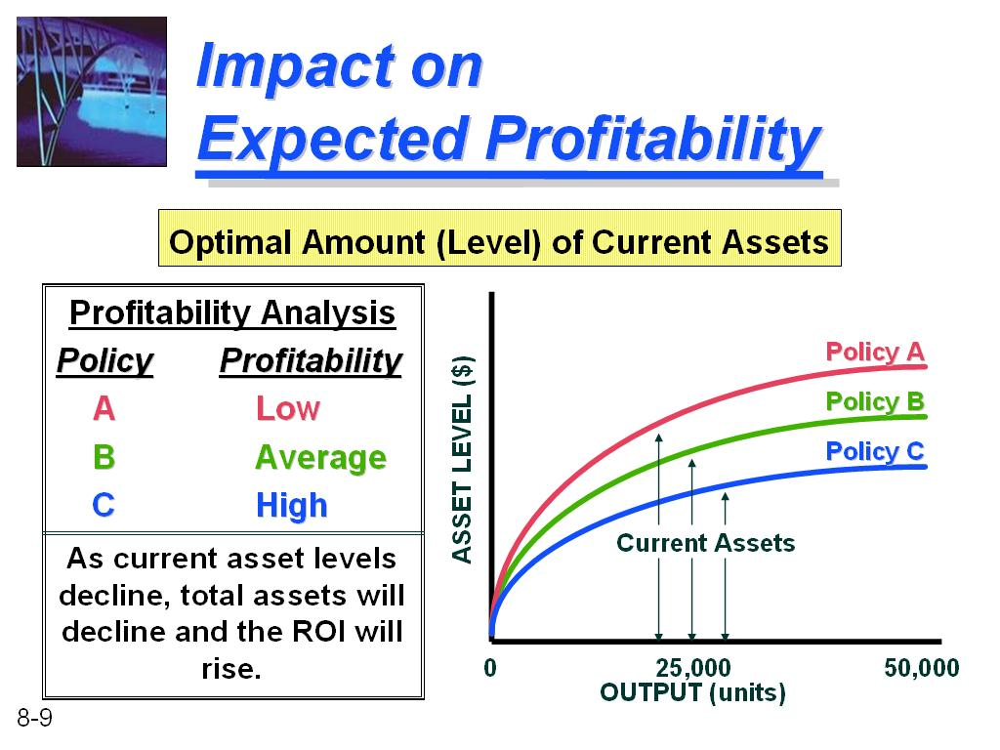 Impact on
Expected Profitability
Optimal Amount (Level) of Current Assets
Profitability Analysis
Policy Profitability
A Low
B Average
C High
As current asset levels
decline, total assets will
decline and the ROI will
rise.
ASSET LEVEL ($)
Policy A
Policy B
Policy C
Current Assets
0 25,000 50,000
OUTPUT (units)
8-9